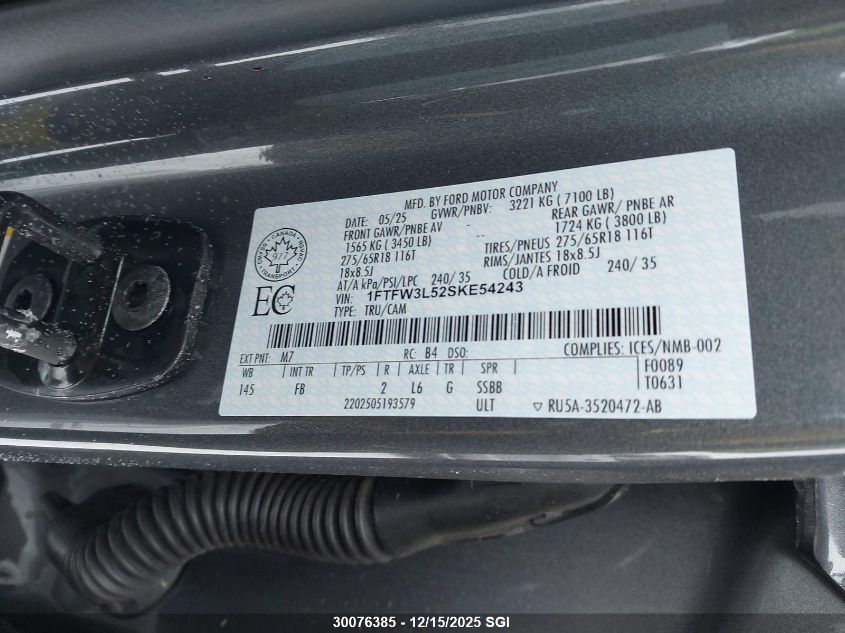 MFD. BY FORD MOTOR COMPANY
DATE: 05/25 GVWR/PNBV: 3221 KG ( 7100 LB)
FRONT GAWR/PNBE AV REAR GAWR/ PNBE AR
1565 KG ( 3450 LB) 1724 KG ( 3800 LB)
275/65R18 116T TIRES/PNEUS 275/65R18 116T
18x8.5J RIMS/JANTES 18x8.5J
AT/A kPa/PSI/LPC 240/ 35 COLD/A FROID 240/ 35
VIN: 1FTFW3L52SKE54243
TYPE: TRU/CAM
CANADA
977
TRANSPORT
EC
EXT PNT: M7 RC: B4 DSO: COMPLIES: ICES/NMB-002
WB INT TR TP/PS R AXLE TR SPR F0089
145 FB 2 L6 G SSBB T0631
2202505193579 ULT ▽ RU5A-3520472-AB
30076385 - 12/15/2025 SGI